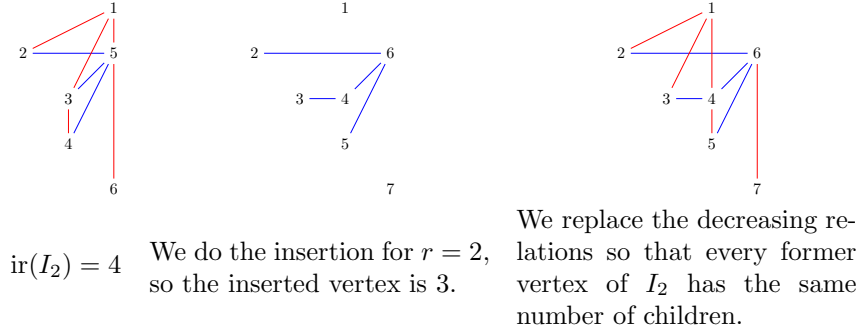 1
1
1
2
5
2
6
2
6
3
3
4
3
4
4
5
5
6
7
7
ir(I₂) = 4
We do the insertion for r = 2,
so the inserted vertex is 3.
We replace the decreasing re-
lations so that every former
vertex of I₂ has the same
number of children.